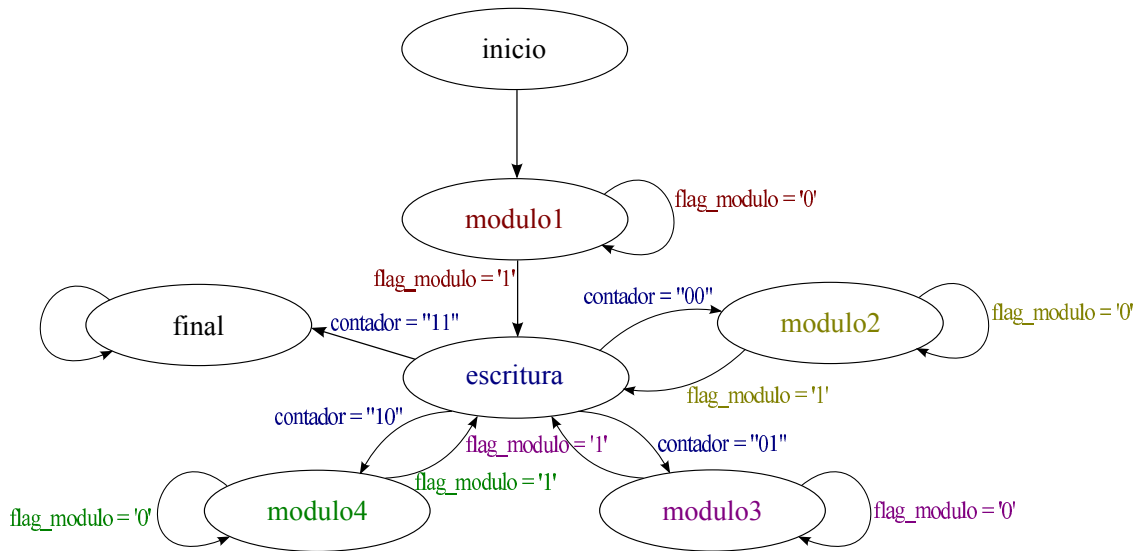 inicio
modulo1
flag_modulo = '0'
flag_modulo = '1'
contador = "00"
final
contador = "11"
modulo2
flag_modulo = '0'
escritura
flag_modulo = '1'
contador = "10"
flag_modulo = '1'
contador = "01"
flag_modulo = '1'
flag_modulo = '0'
modulo4
modulo3
flag_modulo = '0'